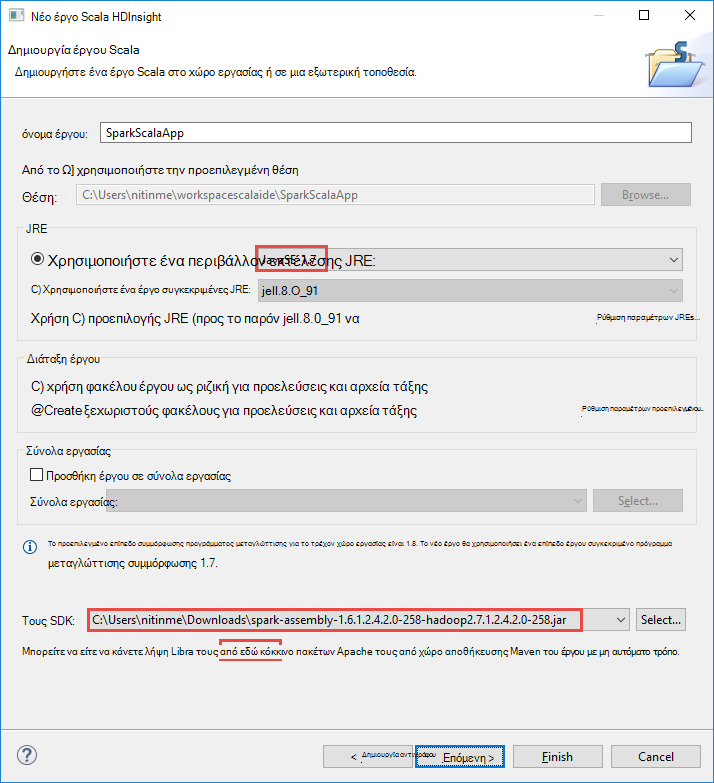 Νέο έργο Scala HDInsight
Δημιουργία έργου Scala
Δημιουργήστε ένα έργο Scala στο χώρο εργασίας ή σε μια εξωτερική τοποθεσία.
όνομα έργου: SparkScalaApp
Από το Ω] χρησιμοποιήστε την προεπιλεγμένη θέση
Θέση: C:\Users\nitinme\workspacescalaide\SparkScalaApp Browse...
JRE
Χρησιμοποιήστε ένα περιβάλλον εκτέλεσης JRE:
C) Χρησιμοποιήστε ένα έργο συγκεκριμένες JRE: jell.8.O_91
Χρήση C) προεπιλογής JRE (προς το παρόν jell.8.0_91 να Ρύθμιση παραμέτρων JREs...
Διάταξη έργου
C) χρήση φακέλου έργου ως ριζική για προελεύσεις και αρχεία τάξης
@Create ξεχωριστούς φακέλους για προελεύσεις και αρχεία τάξης Ρύθμιση παραμέτρων προεπιλεγμένου...
Σύνολα εργασίας
Προσθήκη έργου σε σύνολα εργασίας
Σύνολα εργασίας: Select...
Το προεπιλεγμένο επίπεδο συμμόρφωσης προγράμματος μεταγλώττισης για το τρέχον χώρο εργασίας είναι 1.8. Το νέο έργο θα χρησιμοποιήσει ένα επίπεδο έργου συγκεκριμένο πρόγραμμα
μεταγλώττισης συμμόρφωσης 1.7.
Τους SDK: C:\Users\nitinme\Downloads\spark-assembly-1.6.1.2.4.2.0-258-hadoop2.7.1.2.4.2.0-258.jar Select...
Μπορείτε να είτε να κάνετε λήψη Libra τους από εδώ κόκκινο πακέτων Apache τους από χώρο αποθήκευσης Maven του έργου με μη αυτόματο τρόπο.
< Δημιουργία αντιγράφου Επόμενη > Finish Cancel